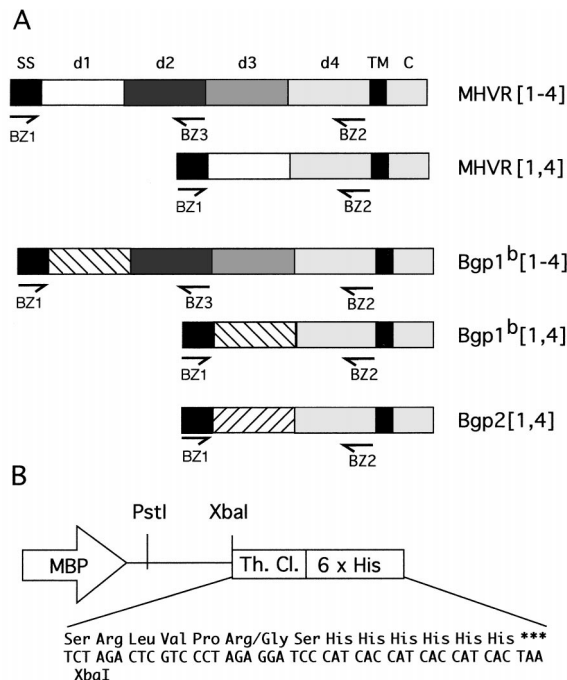 A
SS d1 d2 d3 d4 TM C
MHVR [1-4]
BZ1 BZ3 BZ2
MHVR [1,4]
BZ1 BZ2
Bgp1b[1-4]
BZ1 BZ3 BZ2
Bgp1b[1,4]
BZ1 BZ2
Bgp2[1,4]
BZ1 BZ2
B
PstI XbaI
MBP Th. Cl. 6 x His
Ser Arg Leu Val Pro Arg/Gly Ser His His His His His His ***
TCT AGA CTC GTC CCT AGA GGA TCC CAT CAC CAT CAC CAT CAC TAA
XbaI